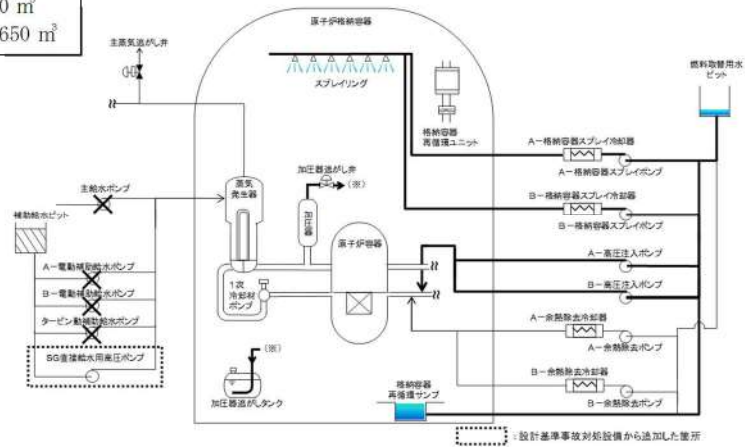 0 ㎥
650 ㎥
原子炉格納容器
主蒸気逃がし弁
スプレイリング
燃料取替用水
ピット
格納容器
再循環ユニット
A-格納容器スプレイ冷却器
A-格納容器スプレイポンプ
主給水ポンプ
蒸気
発生器
加圧器逃がし弁
(※)
B-格納容器スプレイ冷却器
B-格納容器スプレイポンプ
補助給水ピット
加圧器
原子炉容器
A-高圧注入ポンプ
A-電動補助給水ポンプ
B-高圧注入ポンプ
B-電動補助給水ポンプ
1次
冷却材
ポンプ
A-余熱除去冷却器
タービン動補助給水ポンプ
A-余熱除去ポンプ
SG直接給水用高圧ポンプ
(※)
B-余熱除去冷却器
加圧器逃がしタンク
格納容器
再循環サンプ
B-余熱除去ポンプ
:設計基準事故対処設備から追加した箇所